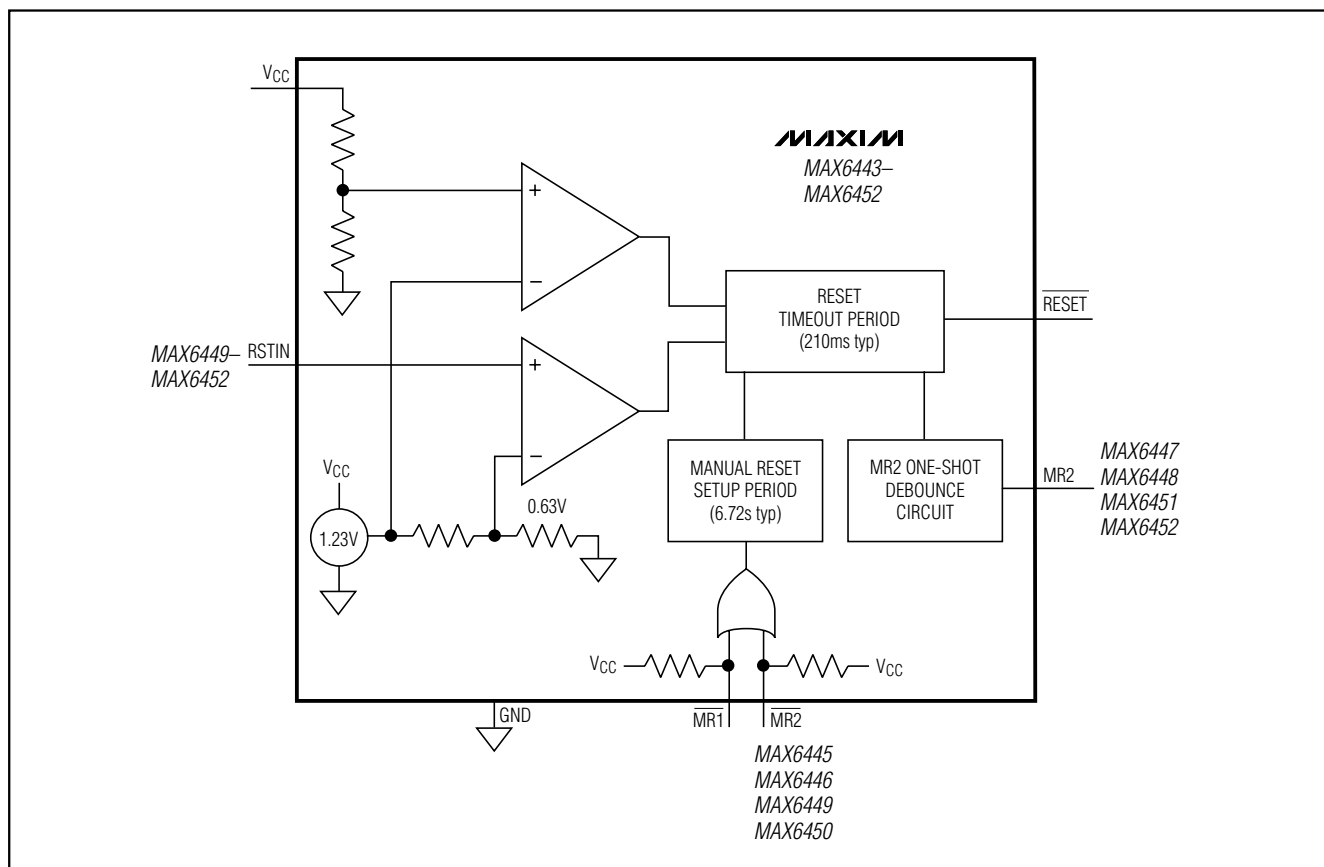 VCC
MAXIM
MAX6443–
MAX6452
+
−
RESET
TIMEOUT PERIOD
(210ms typ)
RESET
MAX6449–
MAX6452
RSTIN
+
−
MANUAL RESET
SETUP PERIOD
(6.72s typ)
MR2 ONE-SHOT
DEBOUNCE
CIRCUIT
MR2
MAX6447
MAX6448
MAX6451
MAX6452
VCC
1.23V
0.63V
VCC
VCC
GND
MR1
MR2
MAX6445
MAX6446
MAX6449
MAX6450